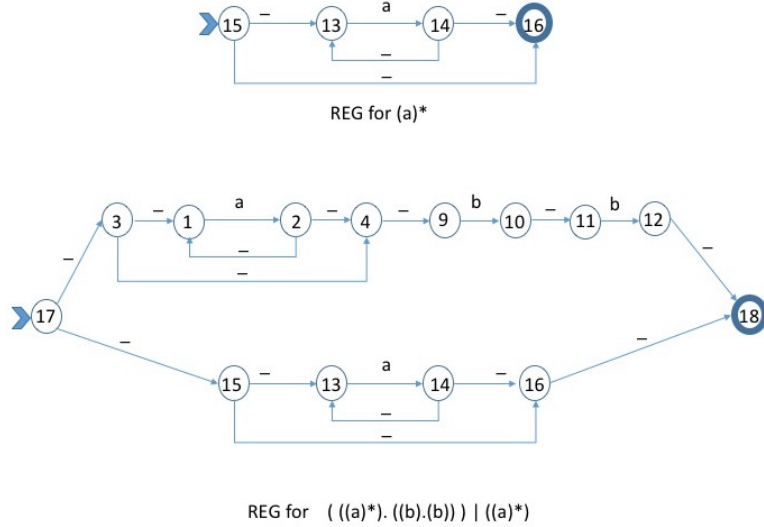 – a –
15 13 14 16
–
–
REG for (a)*
– a – – b – b
3 1 2 4 9 10 11 12
–
–
– –
17 18
– –
– a –
15 13 14 16
–
–
REG for ( ((a)*). ((b).(b)) ) | ((a)*)